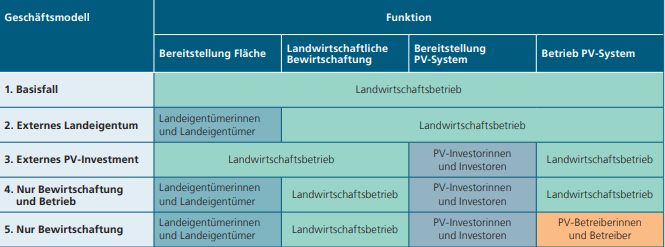 Geschäftsmodell
Funktion
Bereitstellung Fläche
Landwirtschaftliche
Bewirtschaftung
Bereitstellung
PV-System
Betrieb PV-System
1. Basisfall
Landwirtschaftsbetrieb
2. Externes Landeigentum
Landeigentümerinnen
und Landeigentümer
Landwirtschaftsbetrieb
3. Externes PV-Investment
Landwirtschaftsbetrieb
PV-Investorinnen
und Investoren
Landwirtschaftsbetrieb
4. Nur Bewirtschaftung
und Betrieb
Landeigentümerinnen
und Landeigentümer
Landwirtschaftsbetrieb
PV-Investorinnen
und Investoren
Landwirtschaftsbetrieb
5. Nur Bewirtschaftung
Landeigentümerinnen
und Landeigentümer
Landwirtschaftsbetrieb
PV-Investorinnen
und Investoren
PV-Betreiberinnen
und Betreiber